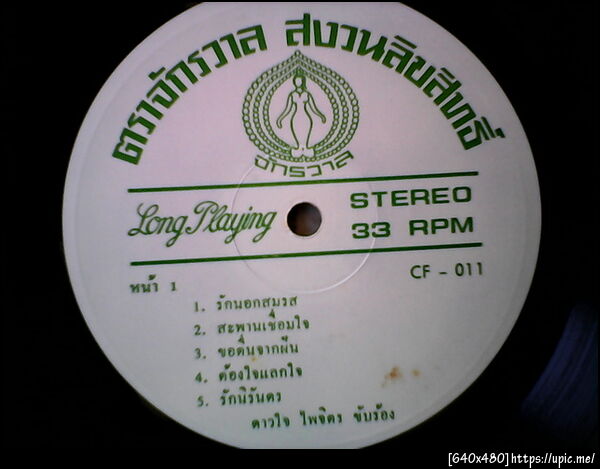 ตราจักรวาล สงวนลิขสิทธิ์
จักรวาล
Long Playing
STEREO
33 RPM
CF - 011
หน้า 1
1. รักนอกสมรส
2. สะพานเชื่อมใจ
3. ขอตื่นจากฝัน
4. ต้องใจแลกใจ
5. รักนิรันดร
ดาวใจ ไพจิตร ขับร้อง
[640x480]https://upic.me/